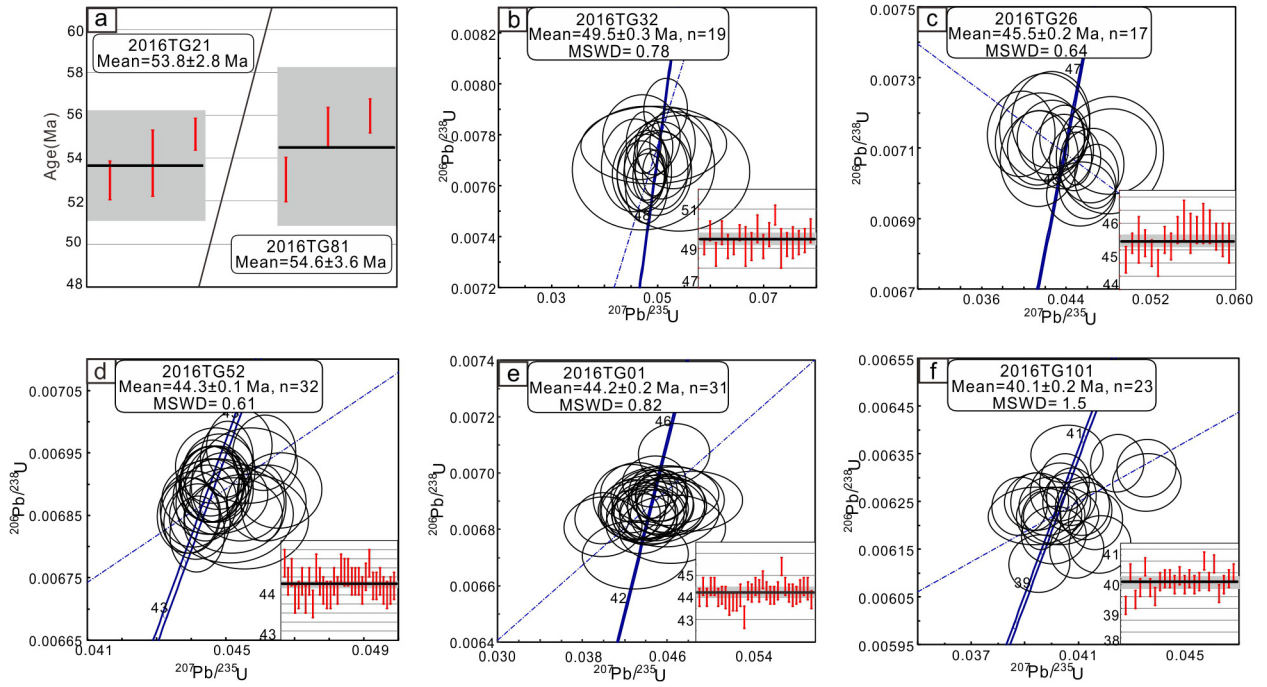 a
60
58
56
54
52
50
48
Age(Ma)
2016TG21
Mean=53.8±2.8 Ma
2016TG81
Mean=54.6±3.6 Ma
b
2016TG32
Mean=49.5±0.3 Ma, n=19
MSWD = 0.78
0.0082
0.0080
0.0078
0.0076
0.0074
0.0072
206Pb/238U
48
51
49
47
0.03
0.05
0.07
207Pb/235U
c
2016TG26
Mean=45.5±0.2 Ma, n=17
MSWD = 0.64
0.0075
0.0073
0.0071
0.0069
0.0067
206Pb/238U
47
46
45
44
0.036
0.044
0.052
0.060
207Pb/235U
d
2016TG52
Mean=44.3±0.1 Ma, n=32
MSWD = 0.61
0.00705
0.00695
0.00685
0.00675
0.00665
206Pb/238U
43
44
43
0.041
0.045
0.049
207Pb/235U
e
2016TG01
Mean=44.2±0.2 Ma, n=31
MSWD= 0.82
0.0074
0.0072
0.0070
0.0068
0.0066
0.0064
206Pb/238U
46
42
45
44
43
0.030
0.038
0.046
0.054
207Pb/235U
f
2016TG101
Mean=40.1±0.2 Ma, n=23
MSWD= 1.5
0.00655
0.00645
0.00635
0.00625
0.00615
0.00605
0.00595
206Pb/238U
41
39
41
40
39
38
0.037
0.041
0.045
207Pb/235U